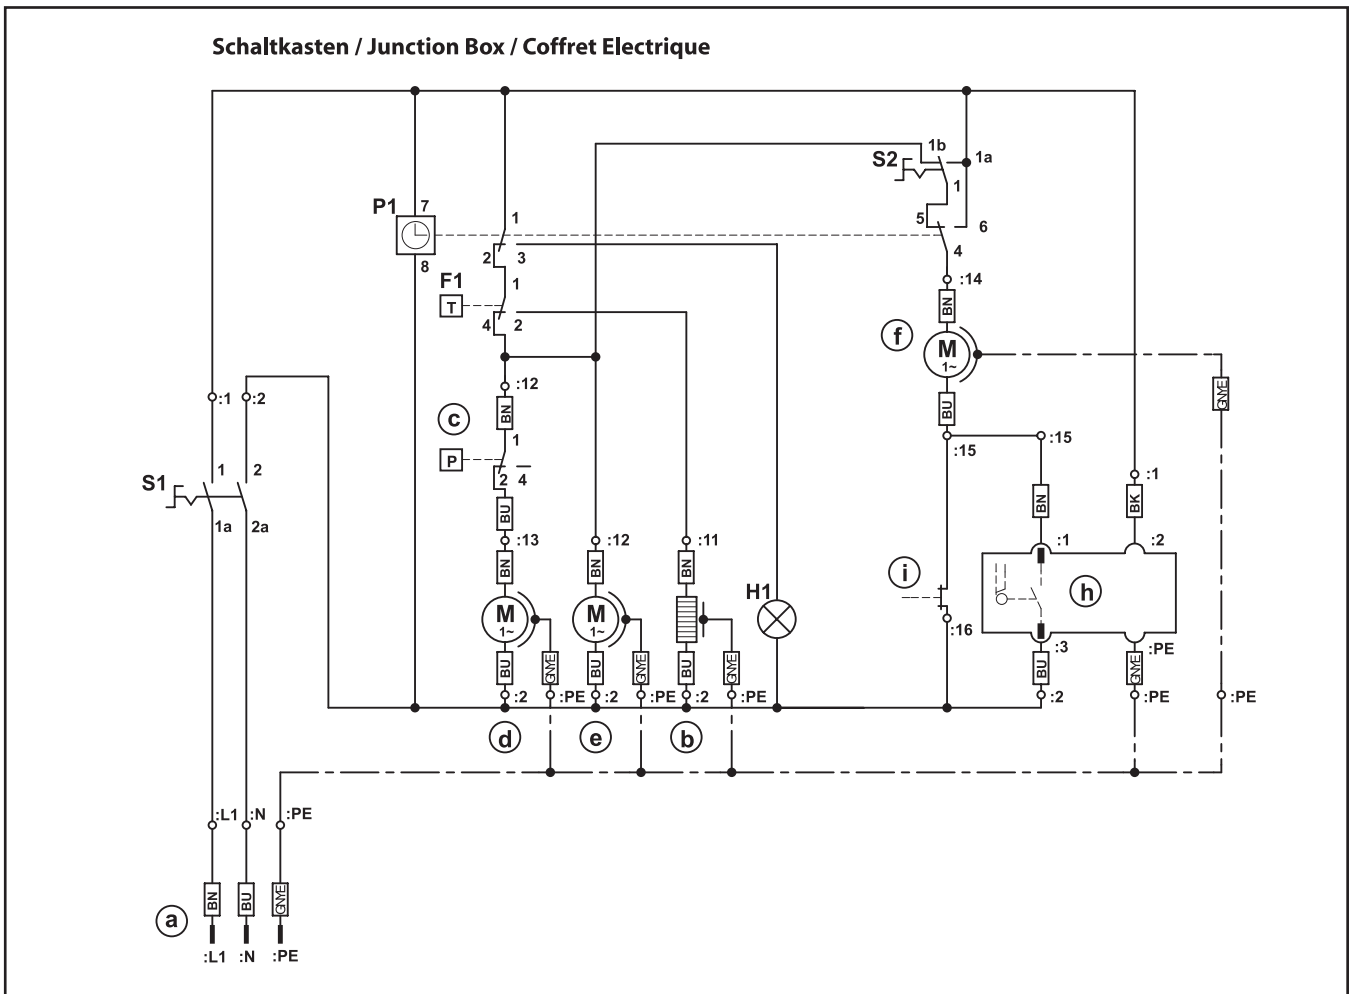 Schaltkasten / Junction Box / Coffret Electrique
1b
S2
1a
1
P1
7
1
5
6
2
3
4
8
F1
1
:14
T
BN
4
2
f
M
1~
:12
GNYE
:1
:2
BN
BU
c
1
:15
:15
P
1
2
:1
S1
2
4
BN
BK
1a
2a
BU
:13
:12
:11
:1
:2
BN
BN
BN
i
h
H1
M
1~
M
1~
:16
:3
:PE
BU
GNYE
BU
GNYE
BU
GNYE
BU
GNYE
:2
:PE
:2
:PE
:2
:PE
:2
:PE
:PE
d
e
b
:L1
:N
:PE
BN
BU
GNYE
a
:L1
:N
:PE